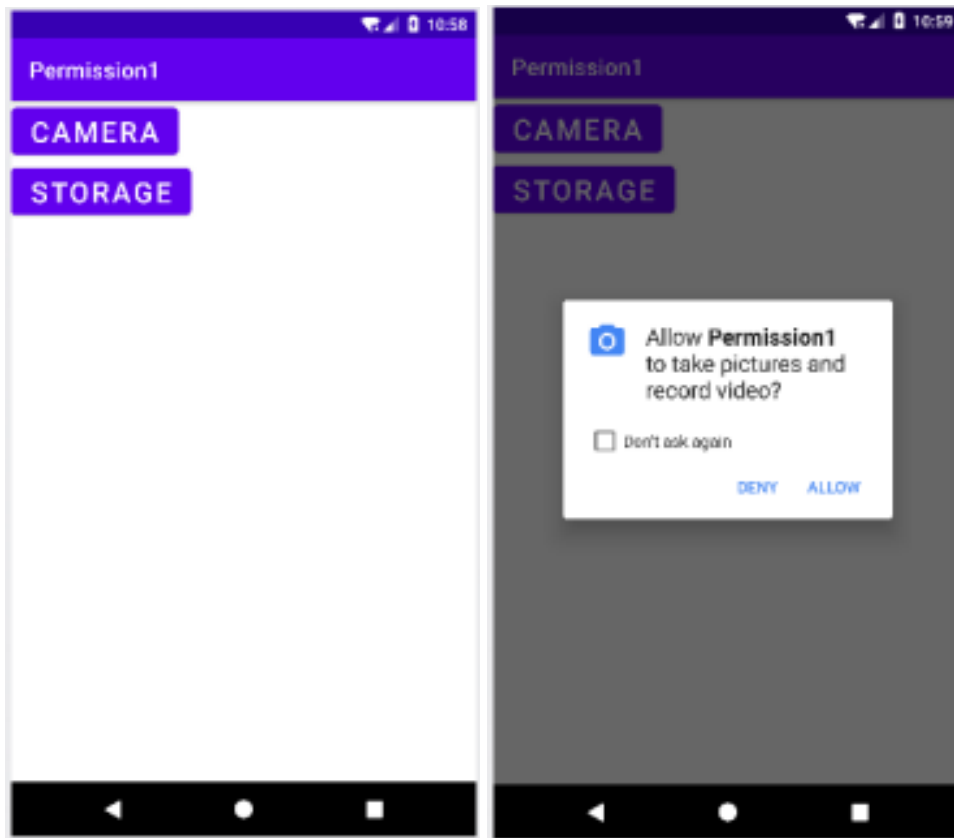 10:58
Permission1
CAMERA
STORAGE
10:59
Permission1
CAMERA
STORAGE
Allow Permission1
to take pictures and
record video?
Don't ask again
DENY ALLOW